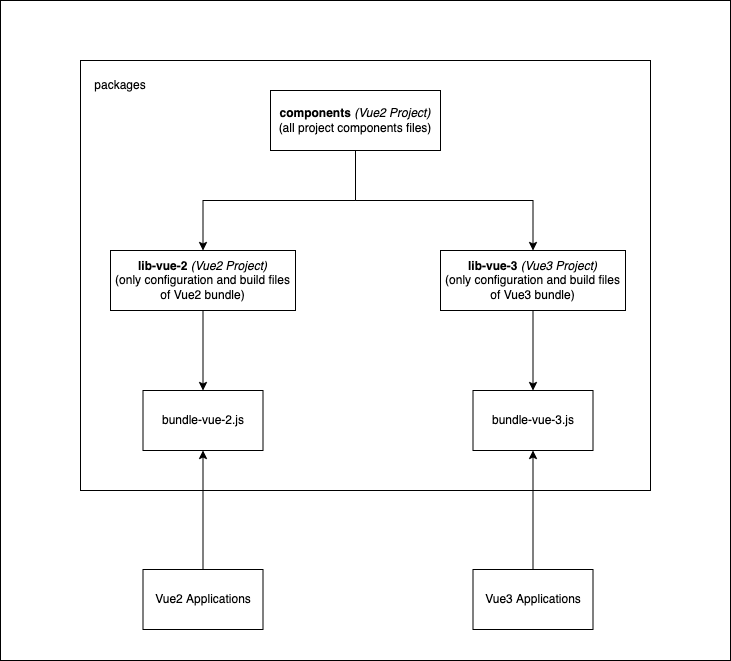 packages
components (Vue2 Project)
(all project components files)
lib-vue-2 (Vue2 Project)
(only configuration and build files
of Vue2 bundle)
lib-vue-3 (Vue3 Project)
(only configuration and build files
of Vue3 bundle)
bundle-vue-2.js
bundle-vue-3.js
Vue2 Applications
Vue3 Applications